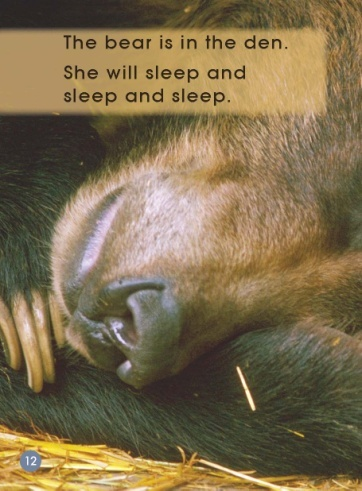 The bear is in the den.
She will sleep and
sleep and sleep.
12